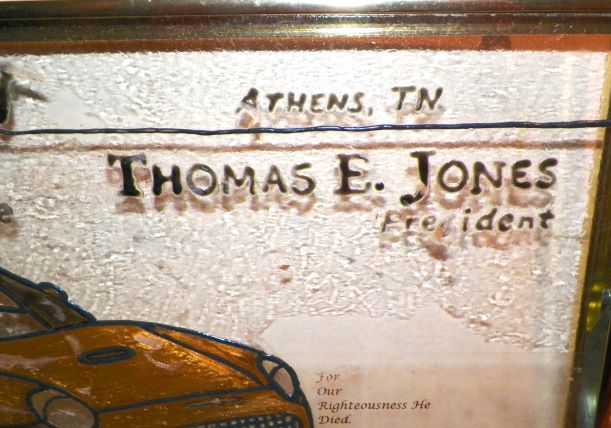 ATHENS, TN
THOMAS E. JONES
President
For
Our
Righteousness He
Died.